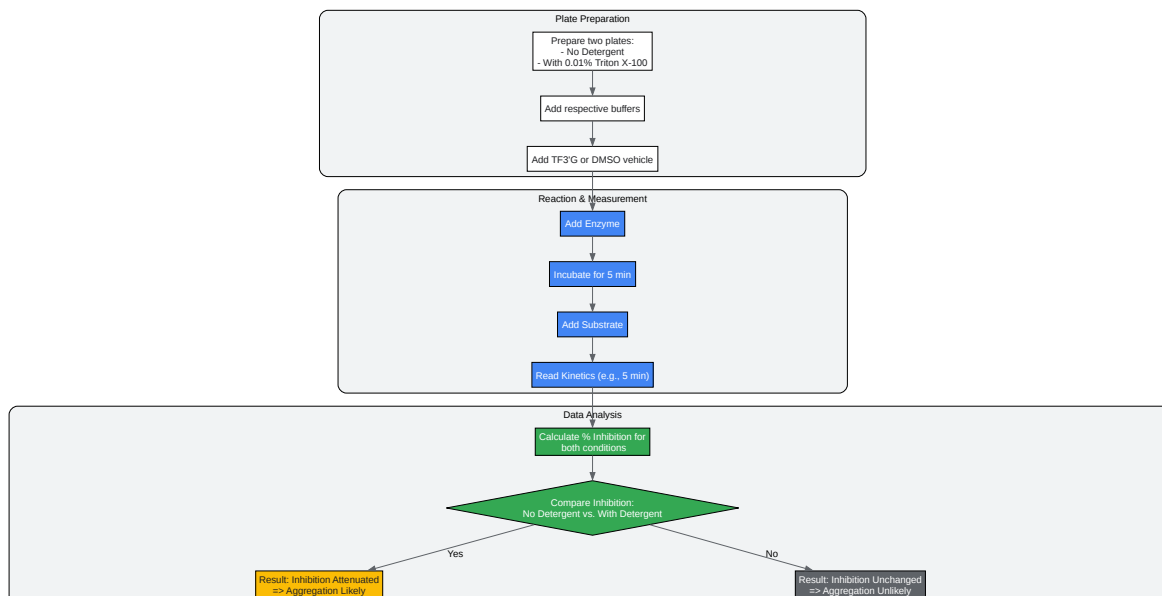 Plate Preparation
Prepare two plates:
- No Detergent
- With 0.01% Triton X-100
Add respective buffers
Add TF3'G or DMSO vehicle
Reaction & Measurement
Add Enzyme
Incubate for 5 min
Add Substrate
Read Kinetics (e.g., 5 min)
Data Analysis
Calculate % Inhibition for
both conditions
Compare Inhibition:
No Detergent vs. With Detergent
Yes
No
Result: Inhibition Attenuated
=> Aggregation Likely
Result: Inhibition Unchanged
=> Aggregation Unlikely